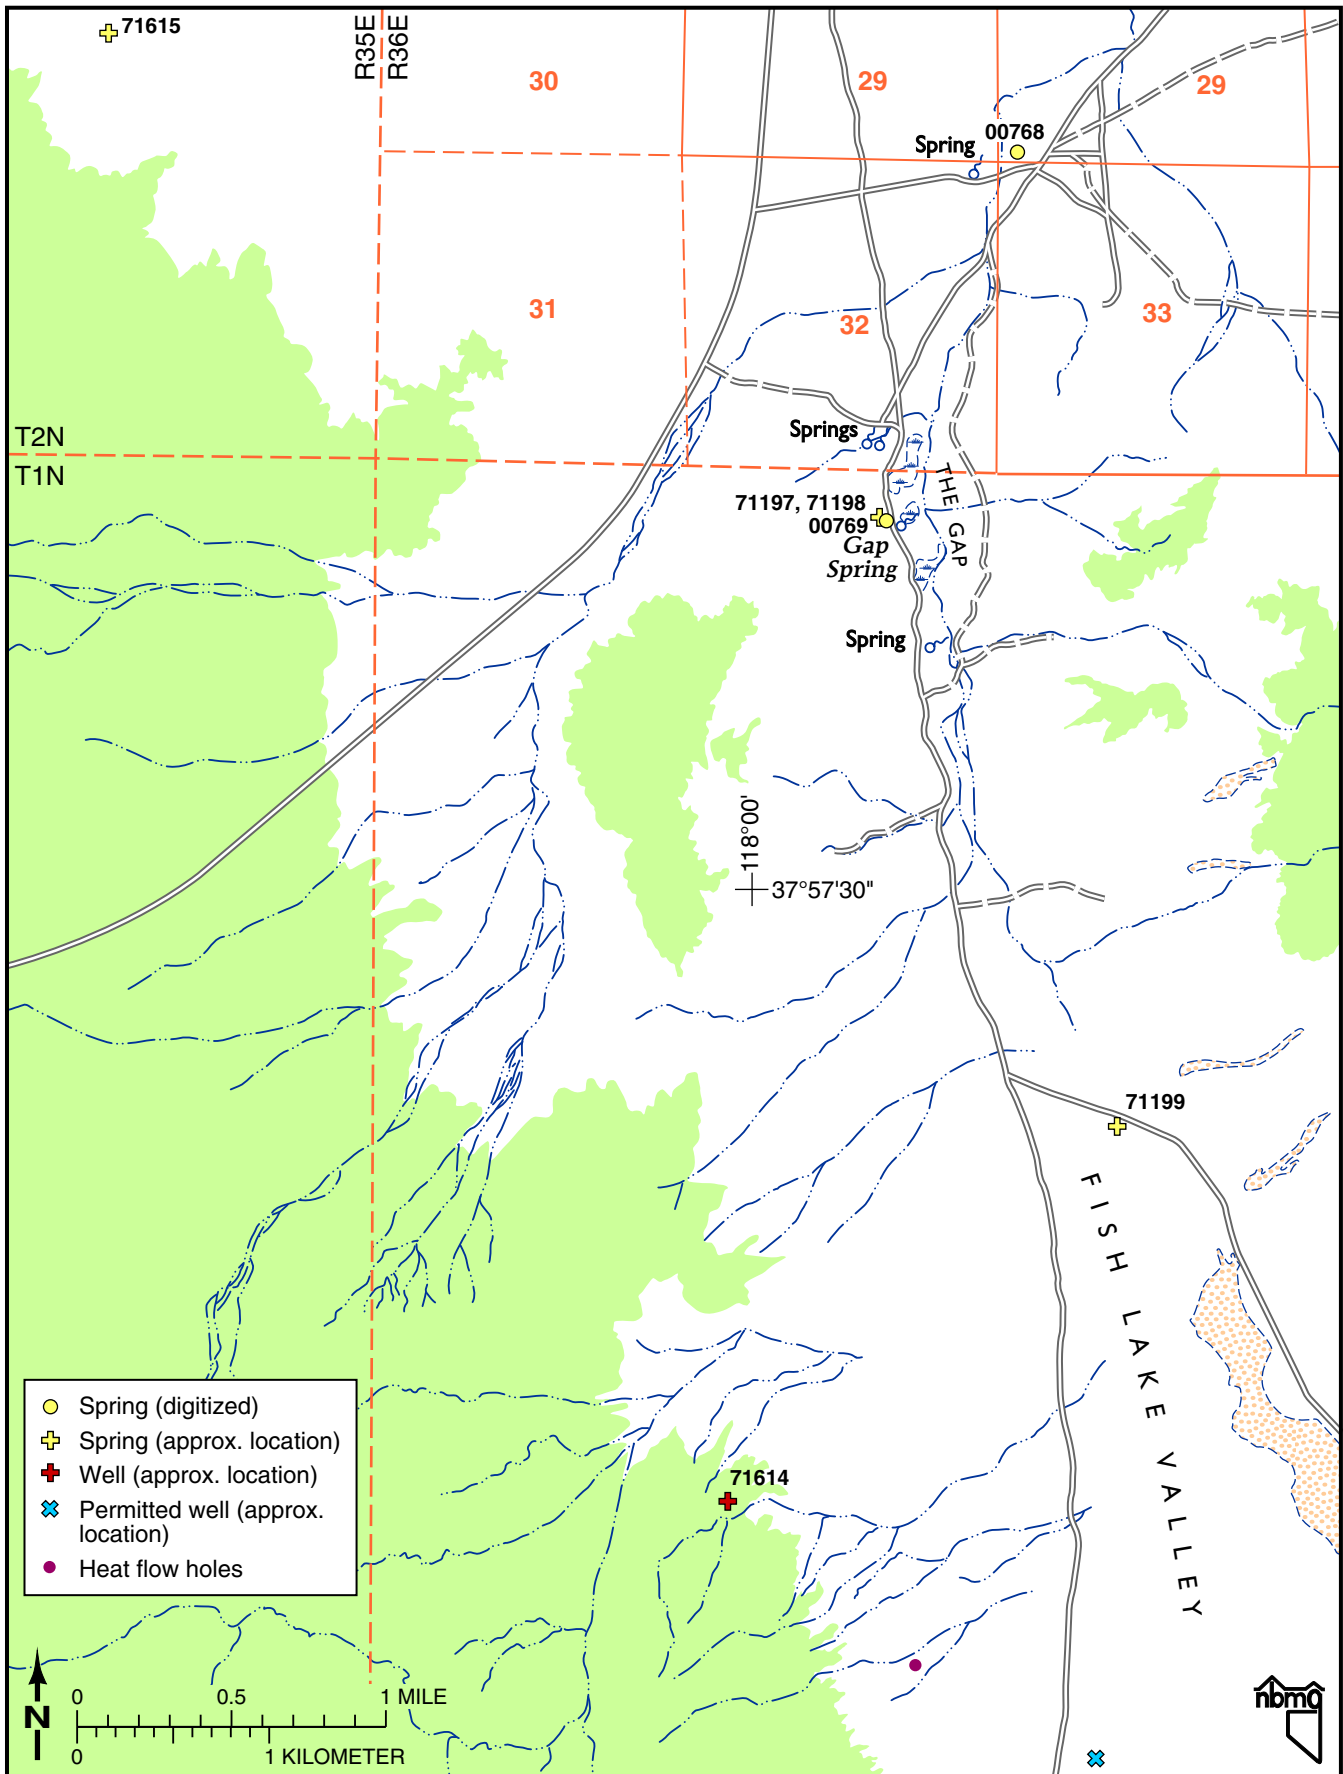 71615
R35E
R36E
30
29
29
Spring
00768
31
32
33
T2N
T1N
Springs
71197, 71198
00769
Gap
Spring
THE GAP
Spring
118°00'
37°57'30"
71199
FISH LAKE VALLEY
71614
Spring (digitized)
Spring (approx. location)
Well (approx. location)
Permitted well (approx.
location)
Heat flow holes
N
0 0.5 1 MILE
0 1 KILOMETER
nbmg